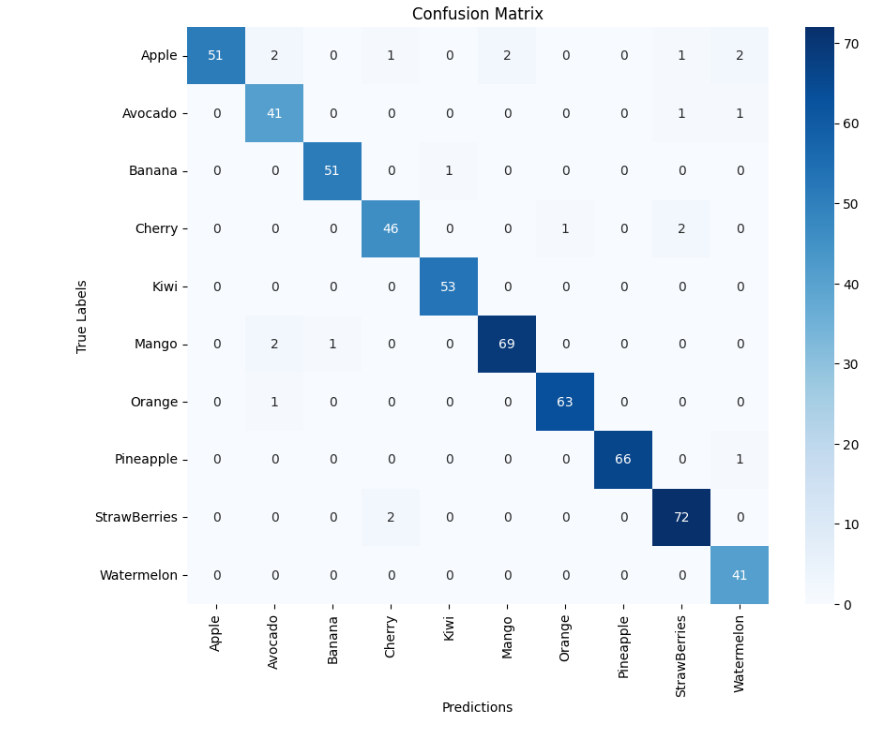 Confusion Matrix
Apple 51 2 0 1 0 2 0 0 1 2
Avocado 0 41 0 0 0 0 0 0 1 1
Banana 0 0 51 0 1 0 0 0 0 0
Cherry 0 0 0 46 0 0 1 0 2 0
Kiwi 0 0 0 0 53 0 0 0 0 0
Mango 0 2 1 0 0 69 0 0 0 0
Orange 0 1 0 0 0 0 63 0 0 0
Pineapple 0 0 0 0 0 0 0 66 0 1
StrawBerries 0 0 0 2 0 0 0 0 72 0
Watermelon 0 0 0 0 0 0 0 0 0 41
True Labels
Apple Avocado Banana Cherry Kiwi Mango Orange Pineapple StrawBerries Watermelon
Predictions
70
60
50
40
30
20
10
0